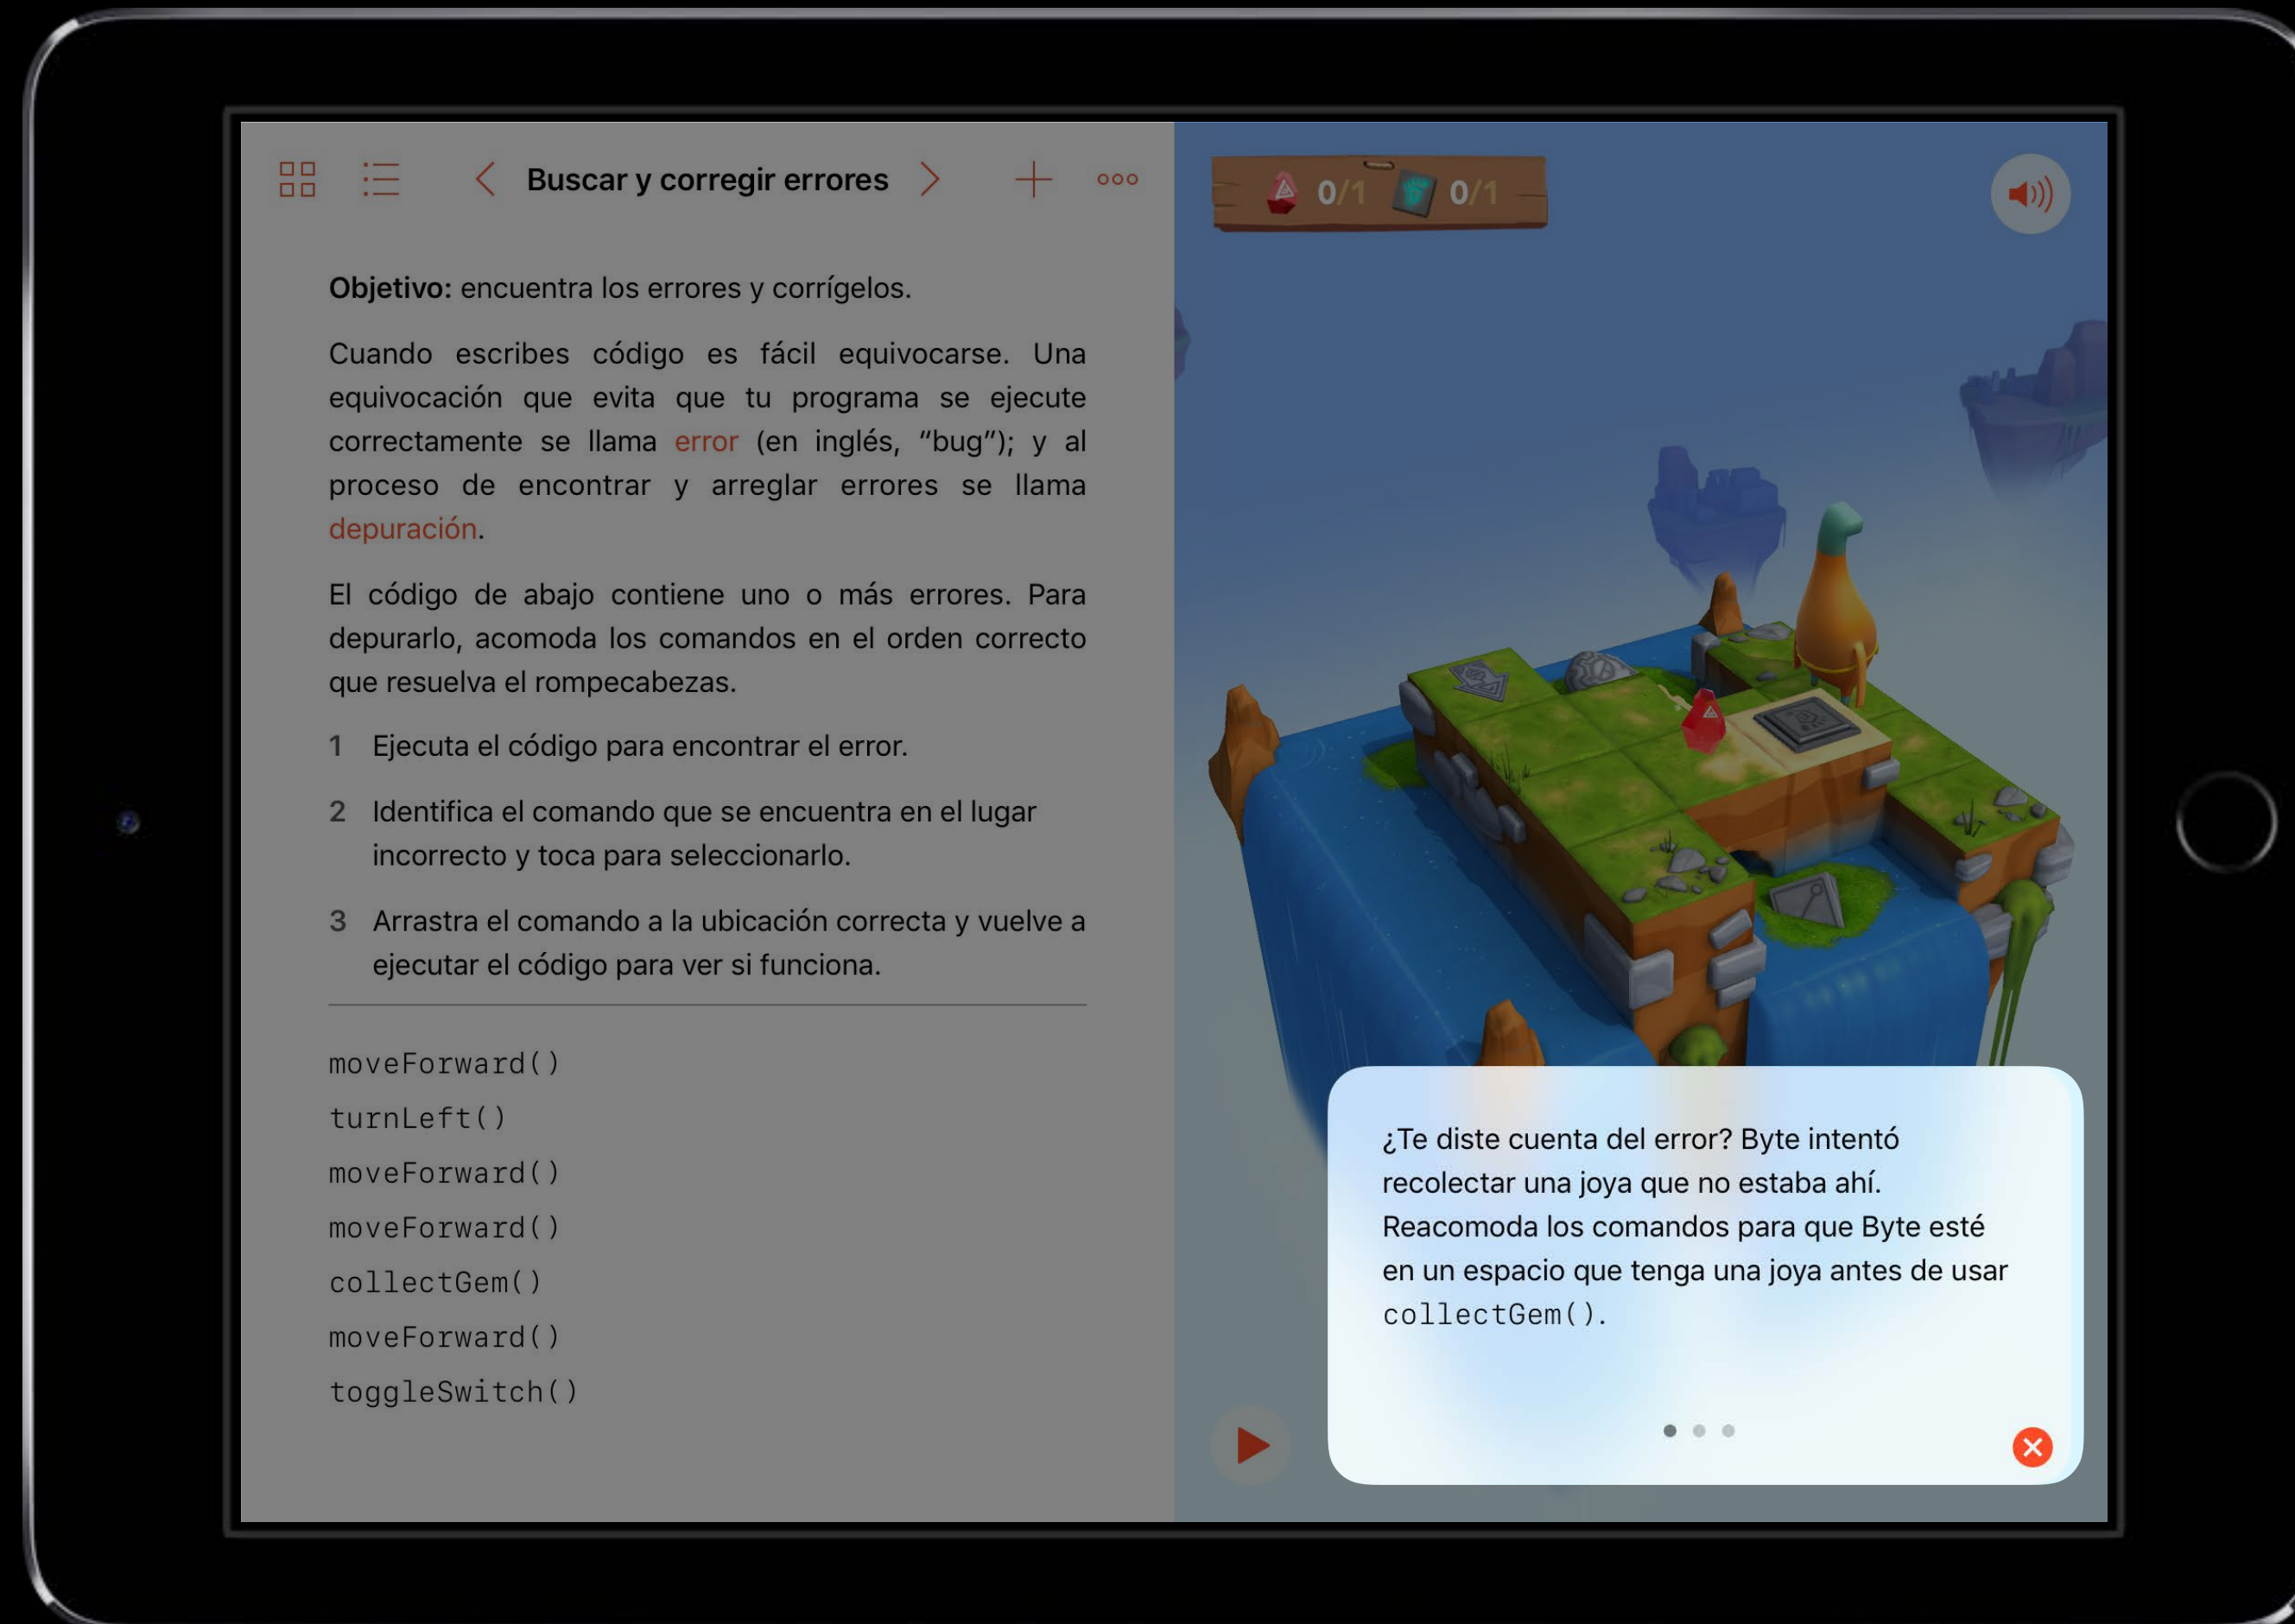 Buscar y corregir errores
0/1 0/1
Objetivo: encuentra los errores y corrígelos.
Cuando escribes código es fácil equivocarse. Una
equivocación que evita que tu programa se ejecute
correctamente se llama error (en inglés, “bug”); y al
proceso de encontrar y arreglar errores se llama
depuración.
El código de abajo contiene uno o más errores. Para
depurarlo, acomoda los comandos en el orden correcto
que resuelva el rompecabezas.
1 Ejecuta el código para encontrar el error.
2 Identifica el comando que se encuentra en el lugar
incorrecto y toca para seleccionarlo.
3 Arrastra el comando a la ubicación correcta y vuelve a
ejecutar el código para ver si funciona.
moveForward()
turnLeft()
moveForward()
moveForward()
collectGem()
moveForward()
toggleSwitch()
¿Te diste cuenta del error? Byte intentó
recolectar una joya que no estaba ahí.
Reacomoda los comandos para que Byte esté
en un espacio que tenga una joya antes de usar
collectGem().